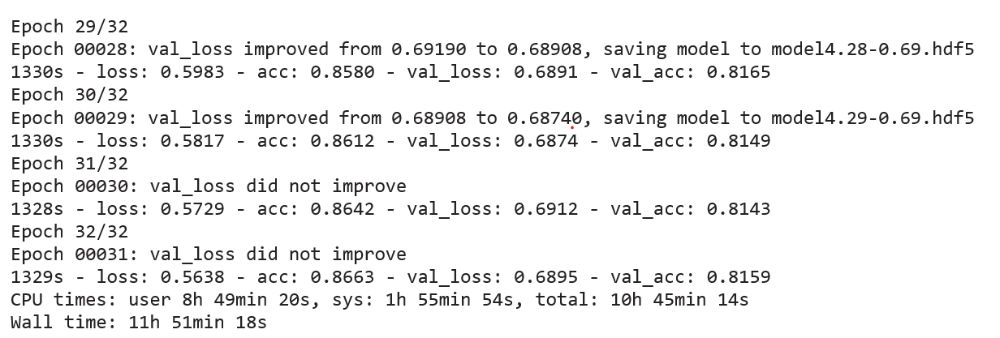 Epoch 29/32
Epoch 00028: val_loss improved from 0.69190 to 0.68908, saving model to model4.28-0.69.hdf5
1330s - loss: 0.5983 - acc: 0.8580 - val_loss: 0.6891 - val_acc: 0.8165
Epoch 30/32
Epoch 00029: val_loss improved from 0.68908 to 0.68740, saving model to model4.29-0.69.hdf5
1330s - loss: 0.5817 - acc: 0.8612 - val_loss: 0.6874 - val_acc: 0.8149
Epoch 31/32
Epoch 00030: val_loss did not improve
1328s - loss: 0.5729 - acc: 0.8642 - val_loss: 0.6912 - val_acc: 0.8143
Epoch 32/32
Epoch 00031: val_loss did not improve
1329s - loss: 0.5638 - acc: 0.8663 - val_loss: 0.6895 - val_acc: 0.8159
CPU times: user 8h 49min 20s, sys: 1h 55min 54s, total: 10h 45min 14s
Wall time: 11h 51min 18s